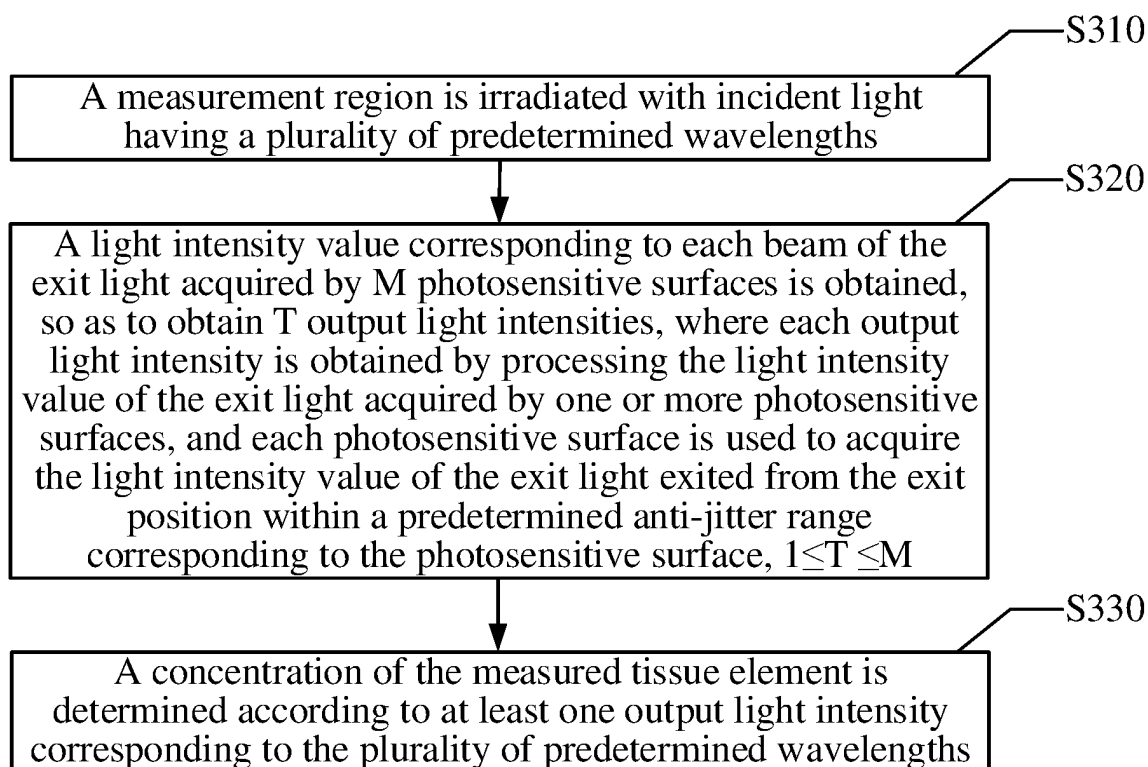 S310
A measurement region is irradiated with incident light
having a plurality of predetermined wavelengths
S320
A light intensity value corresponding to each beam of the
exit light acquired by M photosensitive surfaces is obtained,
so as to obtain T output light intensities, where each output
light intensity is obtained by processing the light intensity
value of the exit light acquired by one or more photosensitive
surfaces, and each photosensitive surface is used to acquire
the light intensity value of the exit light exited from the exit
position within a predetermined anti-jitter range
corresponding to the photosensitive surface, 1≤T ≤M
S330
A concentration of the measured tissue element is
determined according to at least one output light intensity
corresponding to the plurality of predetermined wavelengths